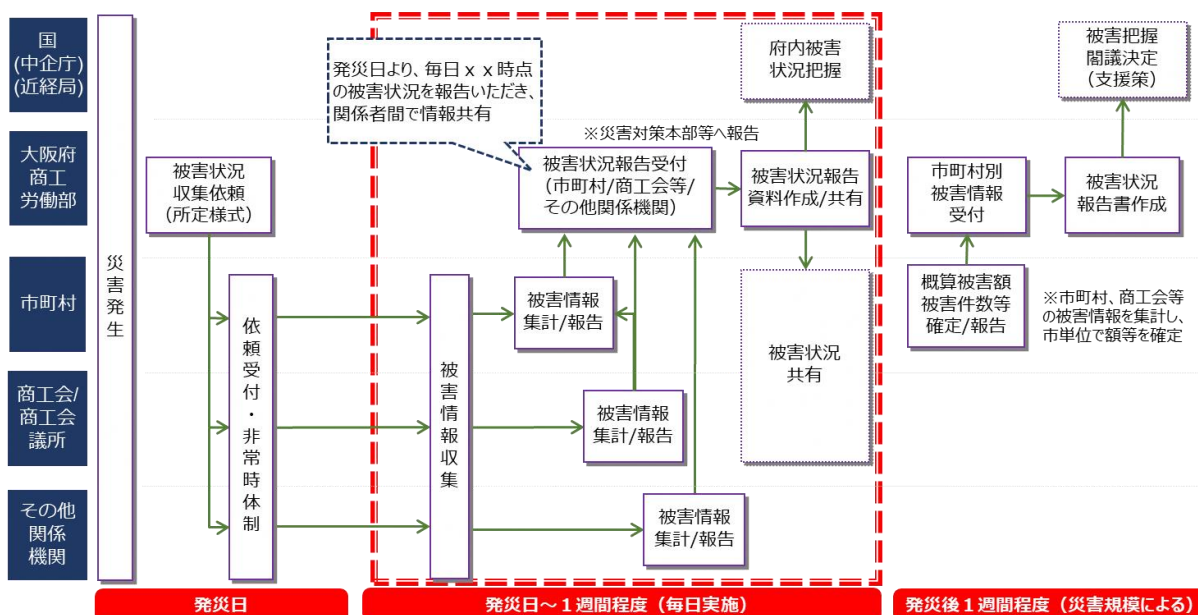 国
(中企庁)
(近経局)
大阪府
商工
労働部
市町村
商工会/
商工会
議所
その他
関係
機関
災害発生
被害状況
収集依頼
(所定様式)
依頼受付・非常時体制
発災日より、毎日ｘｘ時点
の被害状況を報告いただき、
関係者間で情報共有
※災害対策本部等へ報告
被害状況報告受付
(市町村/商工会等/
その他関係機関)
被害情報収集
被害情報
集計/報告
被害情報
集計/報告
被害情報
集計/報告
府内被害
状況把握
被害状況報告
資料作成/共有
被害状況
共有
被害把握
閣議決定
(支援策)
市町村別
被害情報
受付
被害状況
報告書作成
概算被害額
被害件数等
確定/報告
※市町村、商工会等
の被害情報を集計し、
市単位で額等を確定
発災日
発災日～１週間程度（毎日実施）
発災後１週間程度（災害規模による）